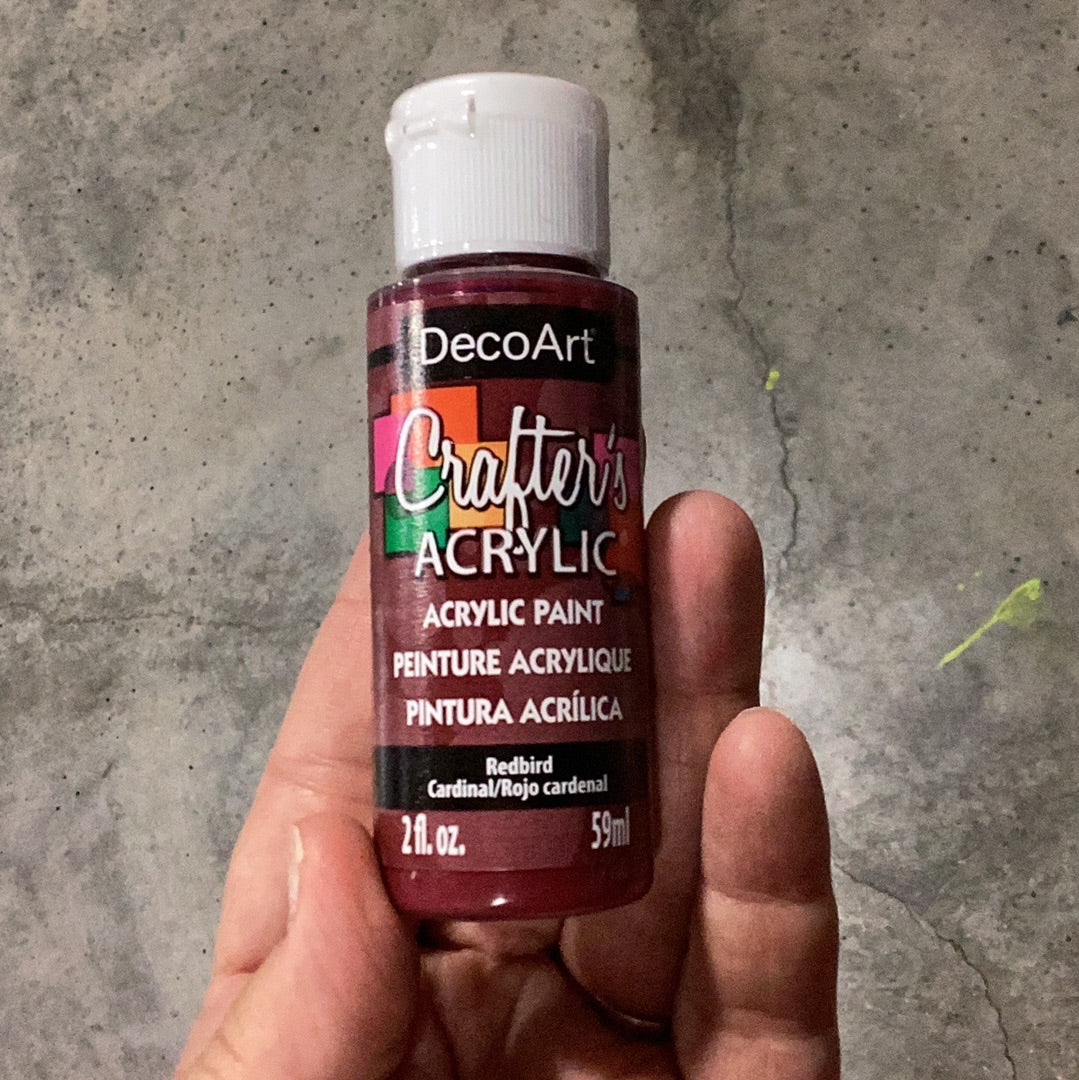 DecoArt®
Crafter's
ACRYLIC
ACRYLIC PAINT
PEINTURE ACRYLIQUE
PINTURA ACRÍLICA
Redbird
Cardinal/Rojo cardenal
2 fl. oz. 59ml